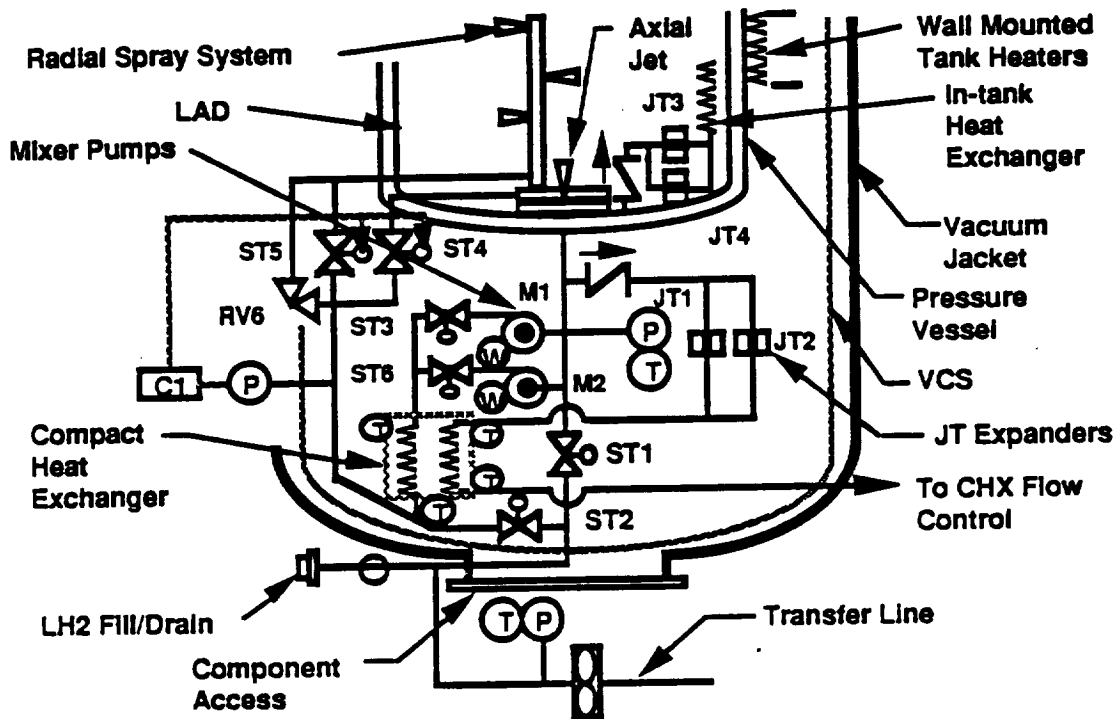 Radial Spray System
Axial
Jet
Wall Mounted
Tank Heaters
LAD
JT3
In-tank
Heat
Exchanger
Mixer Pumps
ST5
ST4
JT4
Vacuum
Jacket
M1
JT1
Pressure
Vessel
RV6
ST3
P
JT2
W
T
C1
P
ST6
M2
VCS
W
Compact
Heat
Exchanger
T
T
ST1
JT Expanders
T
T
ST2
To CHX Flow
Control
LH2 Fill/Drain
T
P
Transfer Line
Component
Access